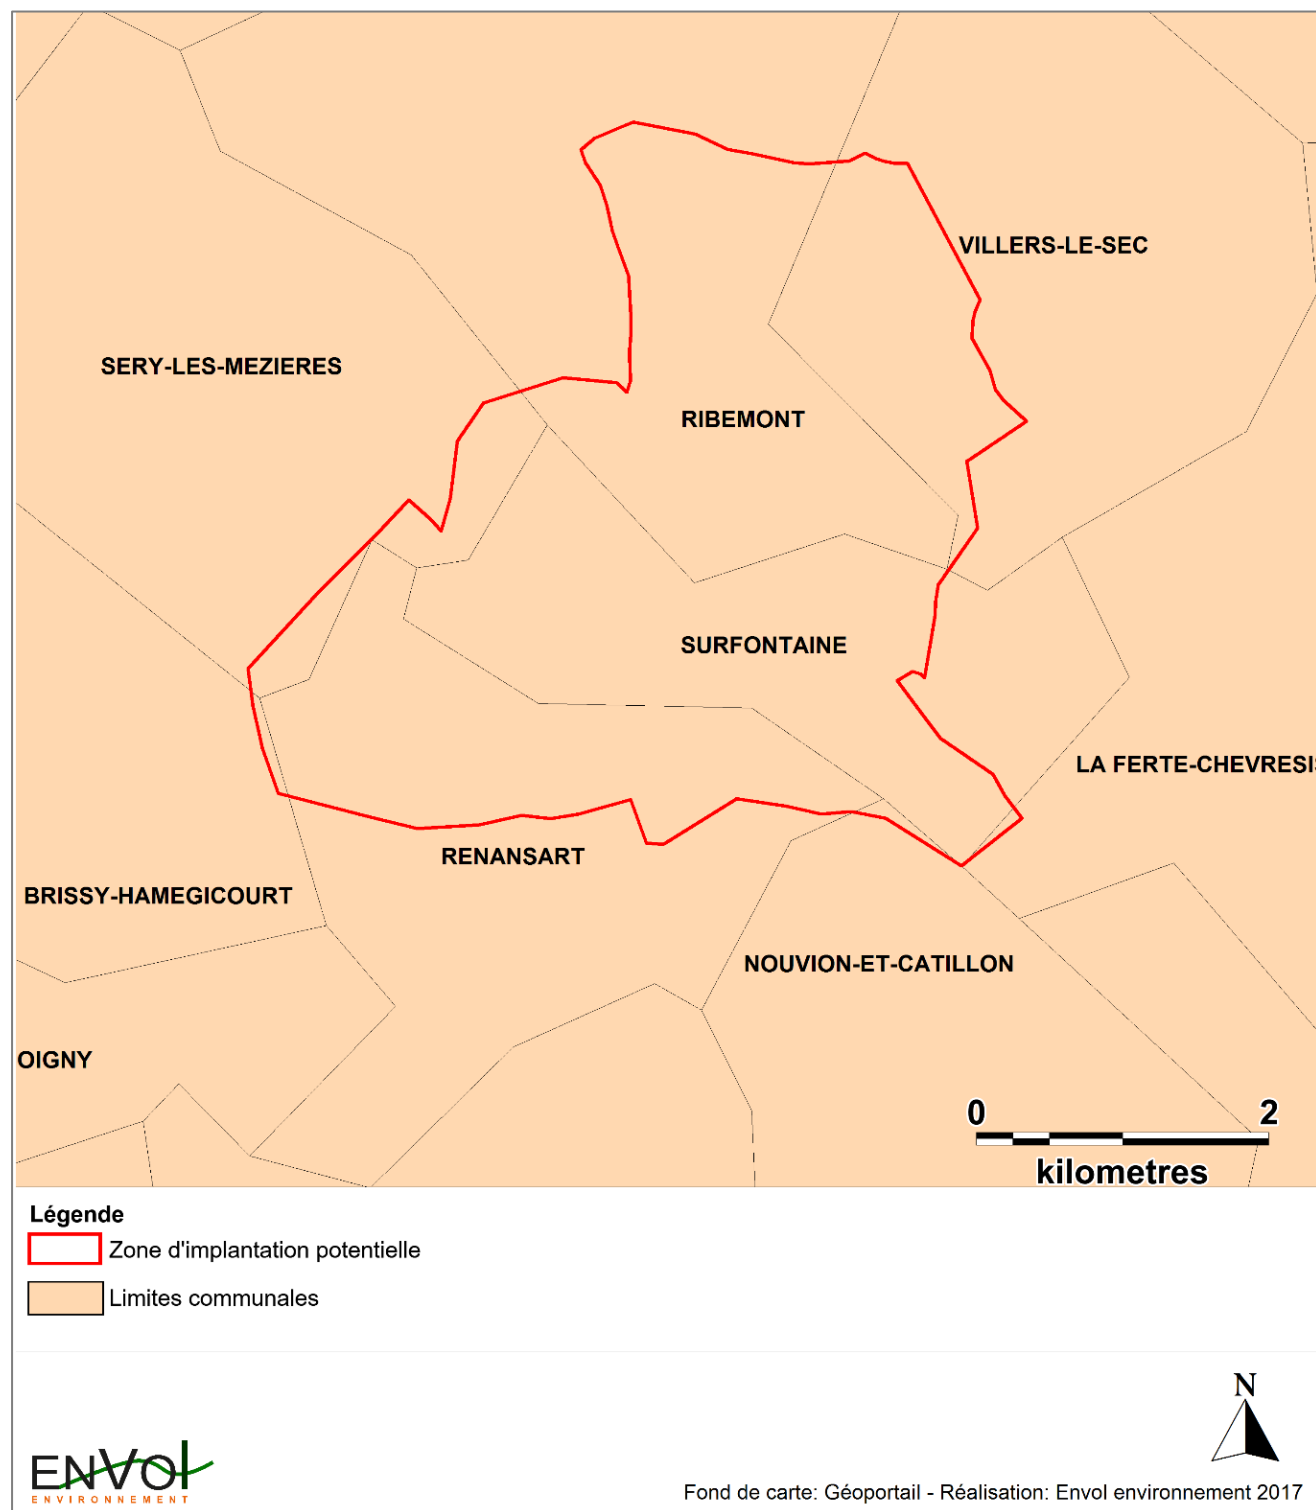 VILLERS-LE-SEC
SERY-LES-MEZIERES
RIBEMONT
SURFONTAINE
LA FERTE-CHEVRESIS
RENANSART
BRISSY-HAMEGICOURT
NOUVION-ET-CATILLON
OIGNY
0 2
kilometres
Légende
Zone d'implantation potentielle
Limites communales
N
ENVOl
ENVIRONNEMENT
Fond de carte: Géoportail - Réalisation: Envol environnement 2017